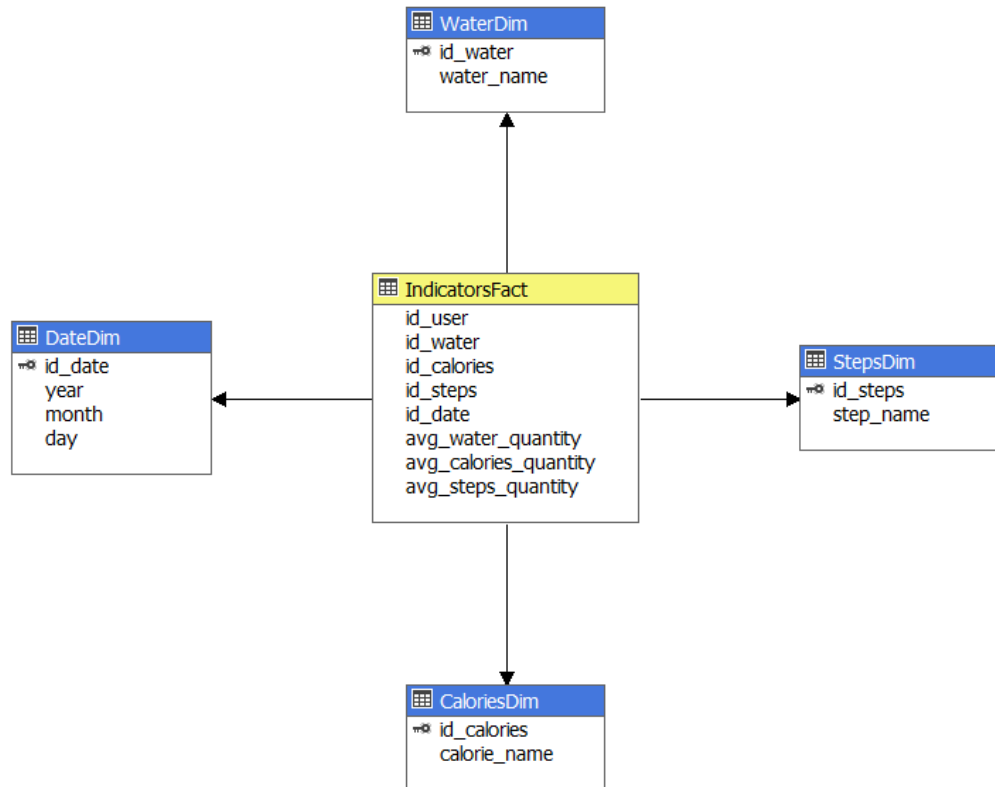 WaterDim
id_water
water_name
IndicatorsFact
id_user
id_water
id_calories
id_steps
id_date
avg_water_quantity
avg_calories_quantity
avg_steps_quantity
DateDim
id_date
year
month
day
StepsDim
id_steps
step_name
CaloriesDim
id_calories
calorie_name